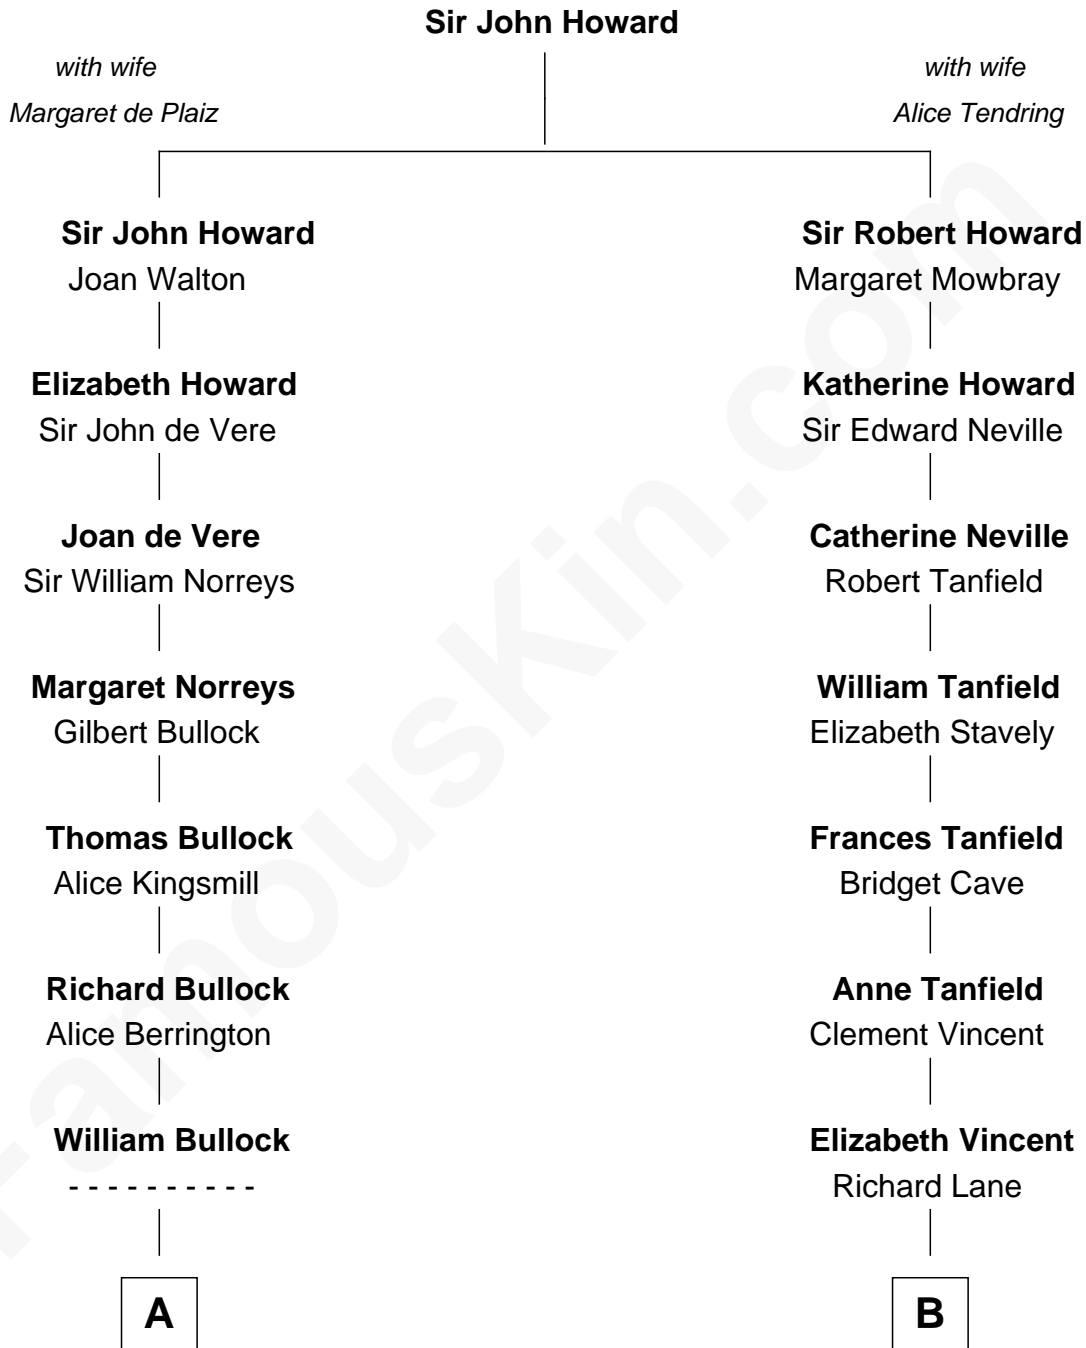 Sir John Howard
with wife
Margaret de Plaiz
with wife
Alice Tendring
Sir John Howard
Joan Walton
Sir Robert Howard
Margaret Mowbray
Elizabeth Howard
Sir John de Vere
Katherine Howard
Sir Edward Neville
Joan de Vere
Sir William Norreys
Catherine Neville
Robert Tanfield
Margaret Norreys
Gilbert Bullock
William Tanfield
Elizabeth Stavely
Thomas Bullock
Alice Kingsmill
Frances Tanfield
Bridget Cave
Richard Bullock
Alice Berrington
Anne Tanfield
Clement Vincent
William Bullock
- - - - - - - - - -
Elizabeth Vincent
Richard Lane
A
B
FamousKin.com